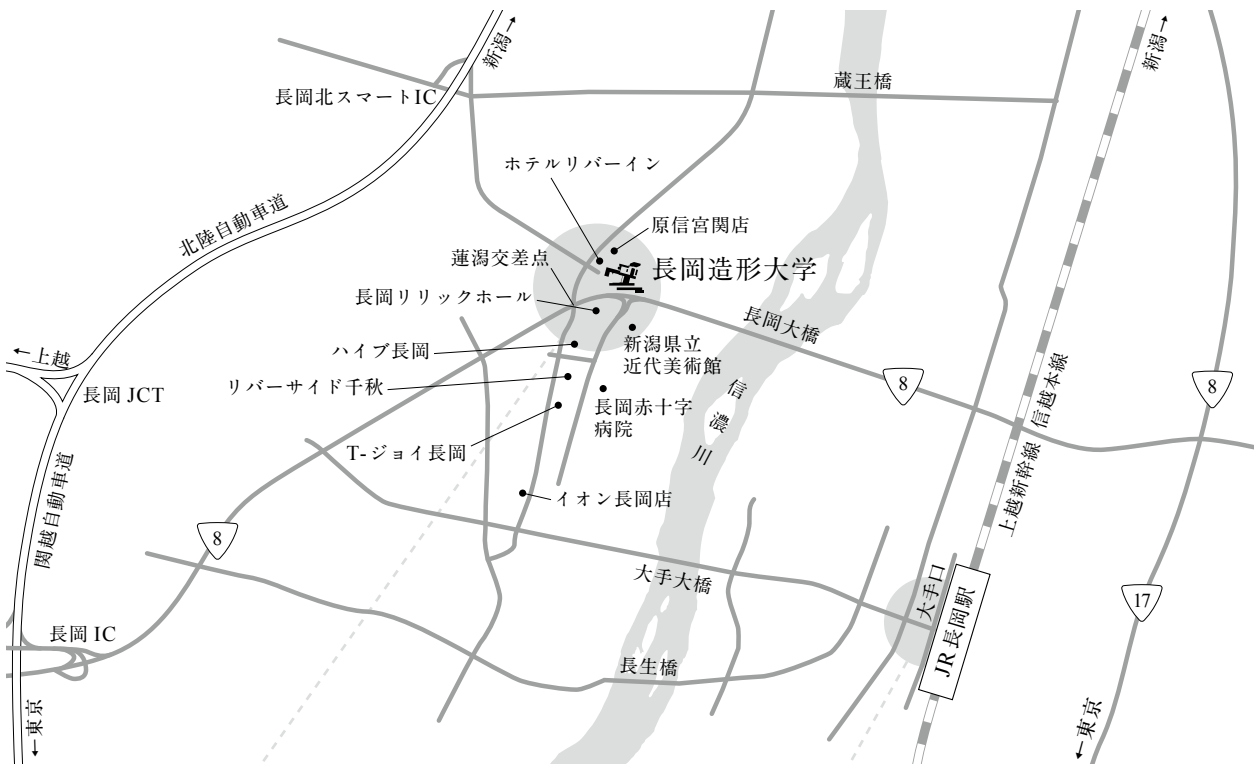 新潟→
新潟→
蔵王橋
長岡北スマートIC
ホテルリバーイン
北陸自動車道
原信宮関店
蓮潟交差点
長岡造形大学
長岡リリックホール
長岡大橋
ハイブ長岡
新潟県立
近代美術館
←上越
リバーサイド千秋
長岡JCT
信濃川
8
8
信越本線
上越新幹線
長岡赤十字
病院
T-ジョイ長岡
関越自動車道
イオン長岡店
8
大手大橋
大手口
17
JR長岡駅
長岡IC
長生橋
←東京
←東京